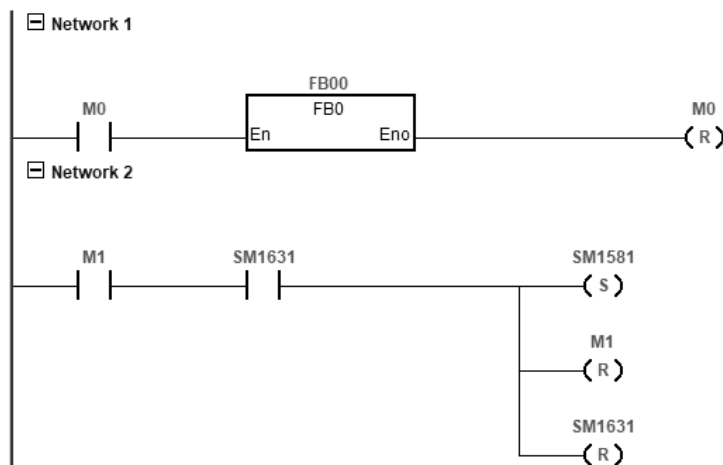 Network 1
FB00
M0 FB0 M0
En Eno R
Network 2
M1 SM1631 SM1581
S
M1
R
SM1631
R